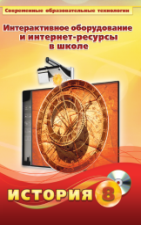 Современные образовательные технологии
Интерактивное оборудование
и интернет-ресурсы
в школе
ИСТОРИЯ 8